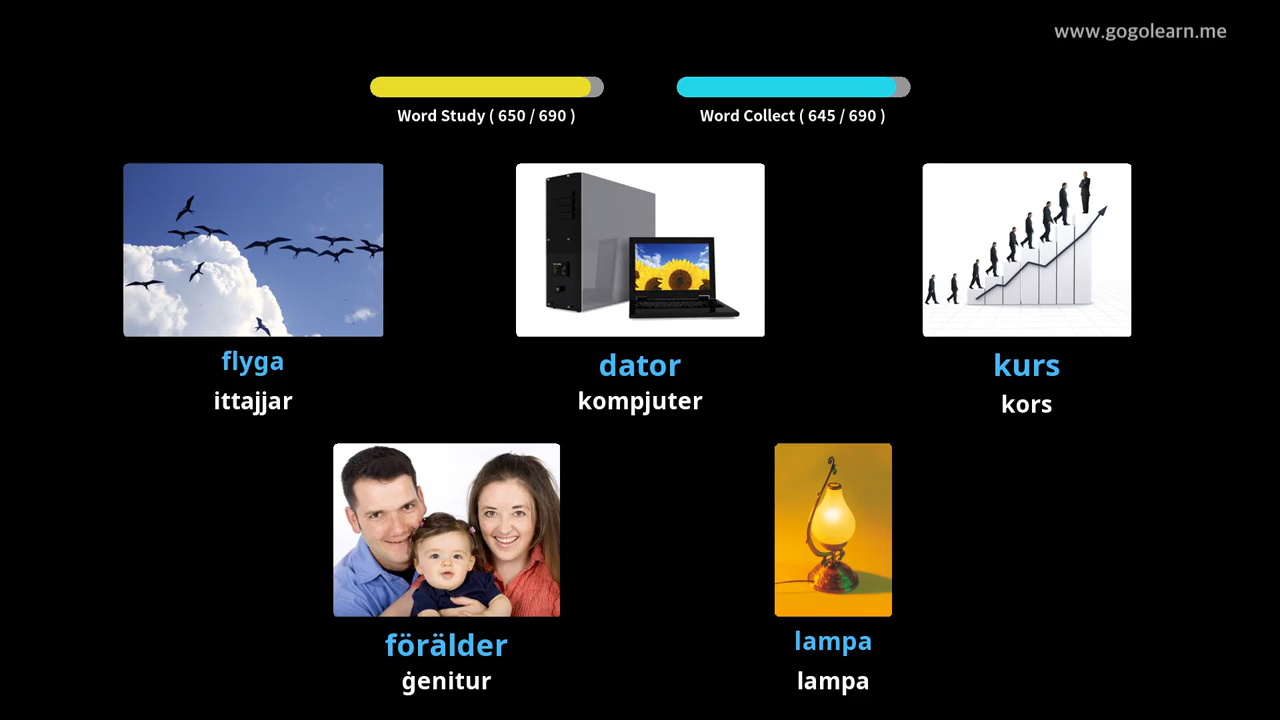 www.gogolearn.me
Word Study ( 650 / 690 )
Word Collect ( 645 / 690 )
flyga
dator
kurs
ittajjar
kompjuter
kors
förälder
lampa
ġenitur
lampa